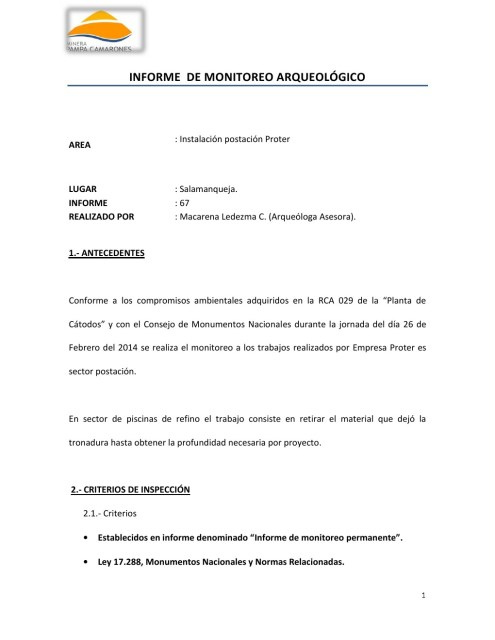 MINERA
PAMPA CAMARONES
INFORME DE MONITOREO ARQUEOLÓGICO
AREA : Instalación postación Proter
LUGAR : Salamanqueja.
INFORME : 67
REALIZADO POR : Macarena Ledezma C. (Arqueóloga Asesora).
1.- ANTECEDENTES
Conforme a los compromisos ambientales adquiridos en la RCA 029 de la “Planta de
Cátodos” y con el Consejo de Monumentos Nacionales durante la jornada del día 26 de
Febrero del 2014 se realiza el monitoreo a los trabajos realizados por Empresa Proter es
sector postación.
En sector de piscinas de refino el trabajo consiste en retirar el material que dejó la
tronadura hasta obtener la profundidad necesaria por proyecto.
2.- CRITERIOS DE INSPECCIÓN
2.1.- Criterios
• Establecidos en informe denominado “Informe de monitoreo permanente”.
• Ley 17.288, Monumentos Nacionales y Normas Relacionadas.
1